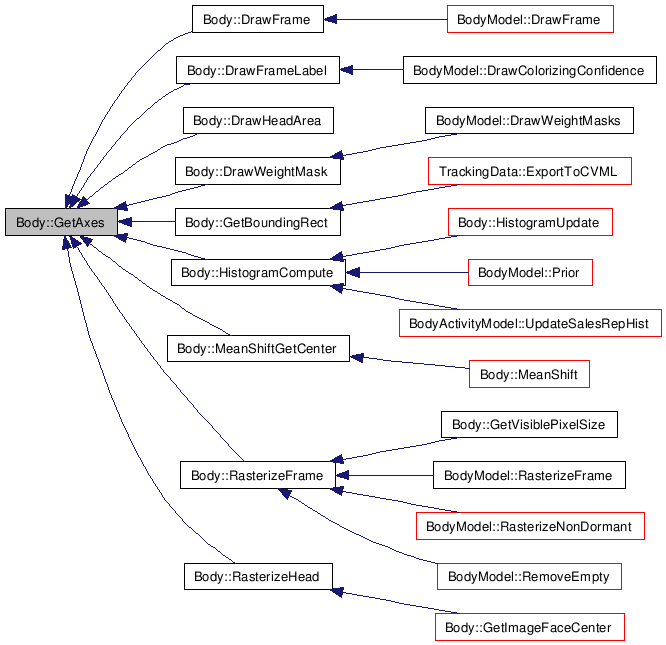 Body::DrawFrame
BodyModel::DrawFrame
Body::DrawFrameLabel
BodyModel::DrawColorizingConfidence
Body::DrawHeadArea
BodyModel::DrawWeightMasks
Body::DrawWeightMask
TrackingData::ExportToCVML
Body::GetAxes
Body::GetBoundingRect
Body::HistogramUpdate
Body::HistogramCompute
BodyModel::Prior
BodyActivityModel::UpdateSalesRepHist
Body::MeanShiftGetCenter
Body::MeanShift
Body::GetVisiblePixelSize
Body::RasterizeFrame
BodyModel::RasterizeFrame
BodyModel::RasterizeNonDormant
Body::RasterizeHead
BodyModel::RemoveEmpty
Body::GetImageFaceCenter